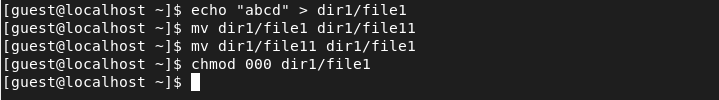 [guest@localhost ~]$ echo "abcd" > dir1/file1
[guest@localhost ~]$ mv dir1/file1 dir1/file11
[guest@localhost ~]$ mv dir1/file11 dir1/file1
[guest@localhost ~]$ chmod 000 dir1/file1
[guest@localhost ~]$